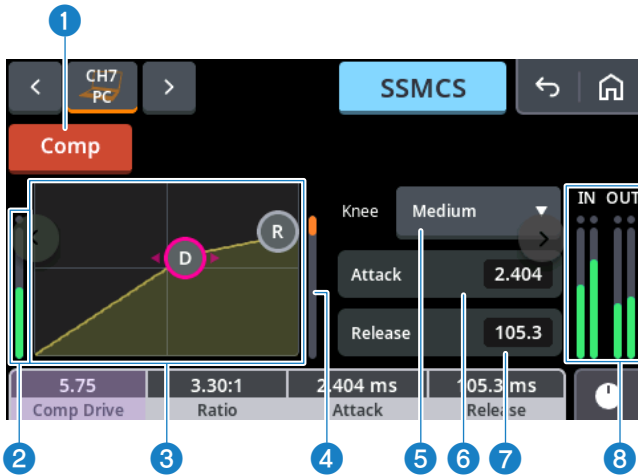 1
CH7
PC
SSMCS
Comp
IN OUT
Knee Medium
R
D
Attack 2.404
Release 105.3
5.75 3.30:1 2.404 ms 105.3 ms
Comp Drive Ratio Attack Release
2 3 4 5 6 7 8